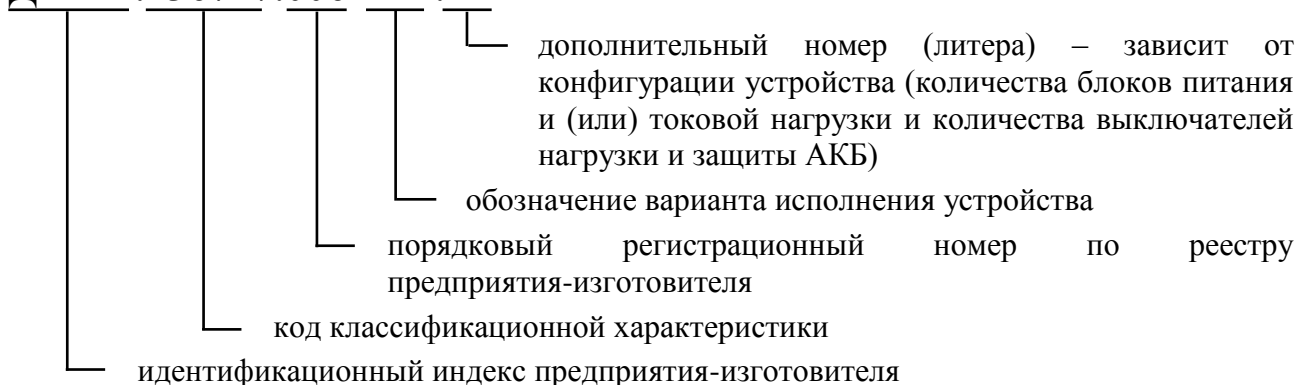 дополнительный номер (литера) – зависит от
конфигурации устройства (количества блоков питания
и (или) токовой нагрузки и количества выключателей
нагрузки и защиты АКБ)
обозначение варианта исполнения устройства
порядковый регистрационный номер по реестру
предприятия-изготовителя
код классификационной характеристики
идентификационный индекс предприятия-изготовителя